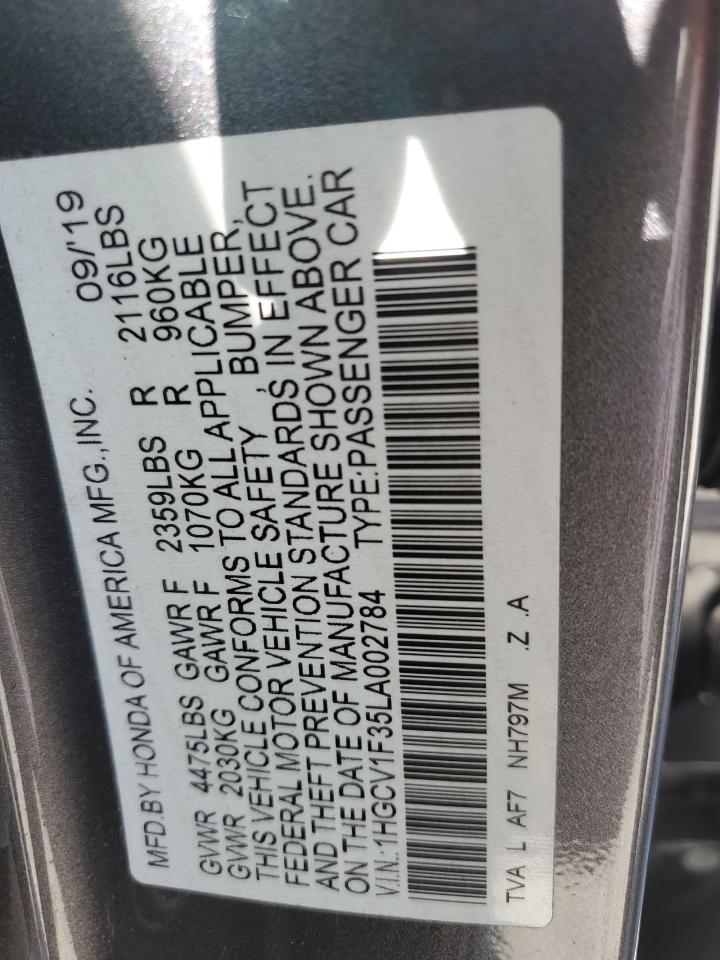 MFD.BY HONDA OF AMERICA MFG.,INC. 09/'19
GVWR 4475LBS GAWR F 2359LBS R 2116LBS
GVWR 2030KG GAWR F 1070KG R 960KG
THIS VEHICLE CONFORMS TO ALL APPLICABLE
FEDERAL MOTOR VEHICLE SAFETY, BUMPER,
AND THEFT PREVENTION STANDARDS IN EFFECT
ON THE DATE OF MANUFACTURE SHOWN ABOVE.
V.I.N.:1HGCV1F35LA002784 TYPE:PASSENGER CAR
TVA L AF7 NH797M .Z .A